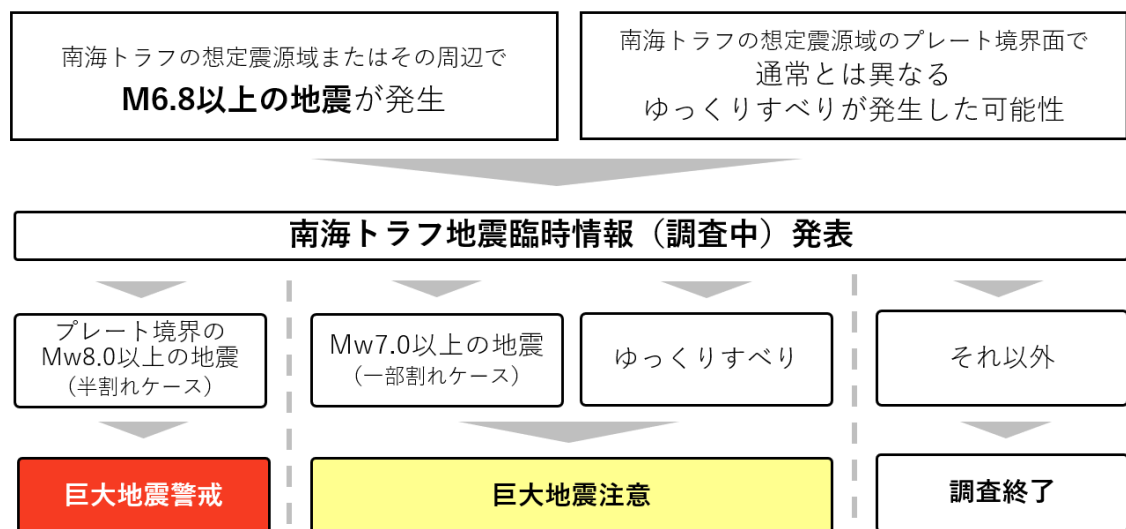 南海トラフの想定震源域またはその周辺で
M6.8以上の地震が発生
南海トラフの想定震源域のプレート境界面で
通常とは異なる
ゆっくりすべりが発生した可能性
南海トラフ地震臨時情報（調査中）発表
プレート境界の
Mw8.0以上の地震
（半割れケース）
Mw7.0以上の地震
（一部割れケース）
ゆっくりすべり
それ以外
巨大地震警戒
巨大地震注意
調査終了